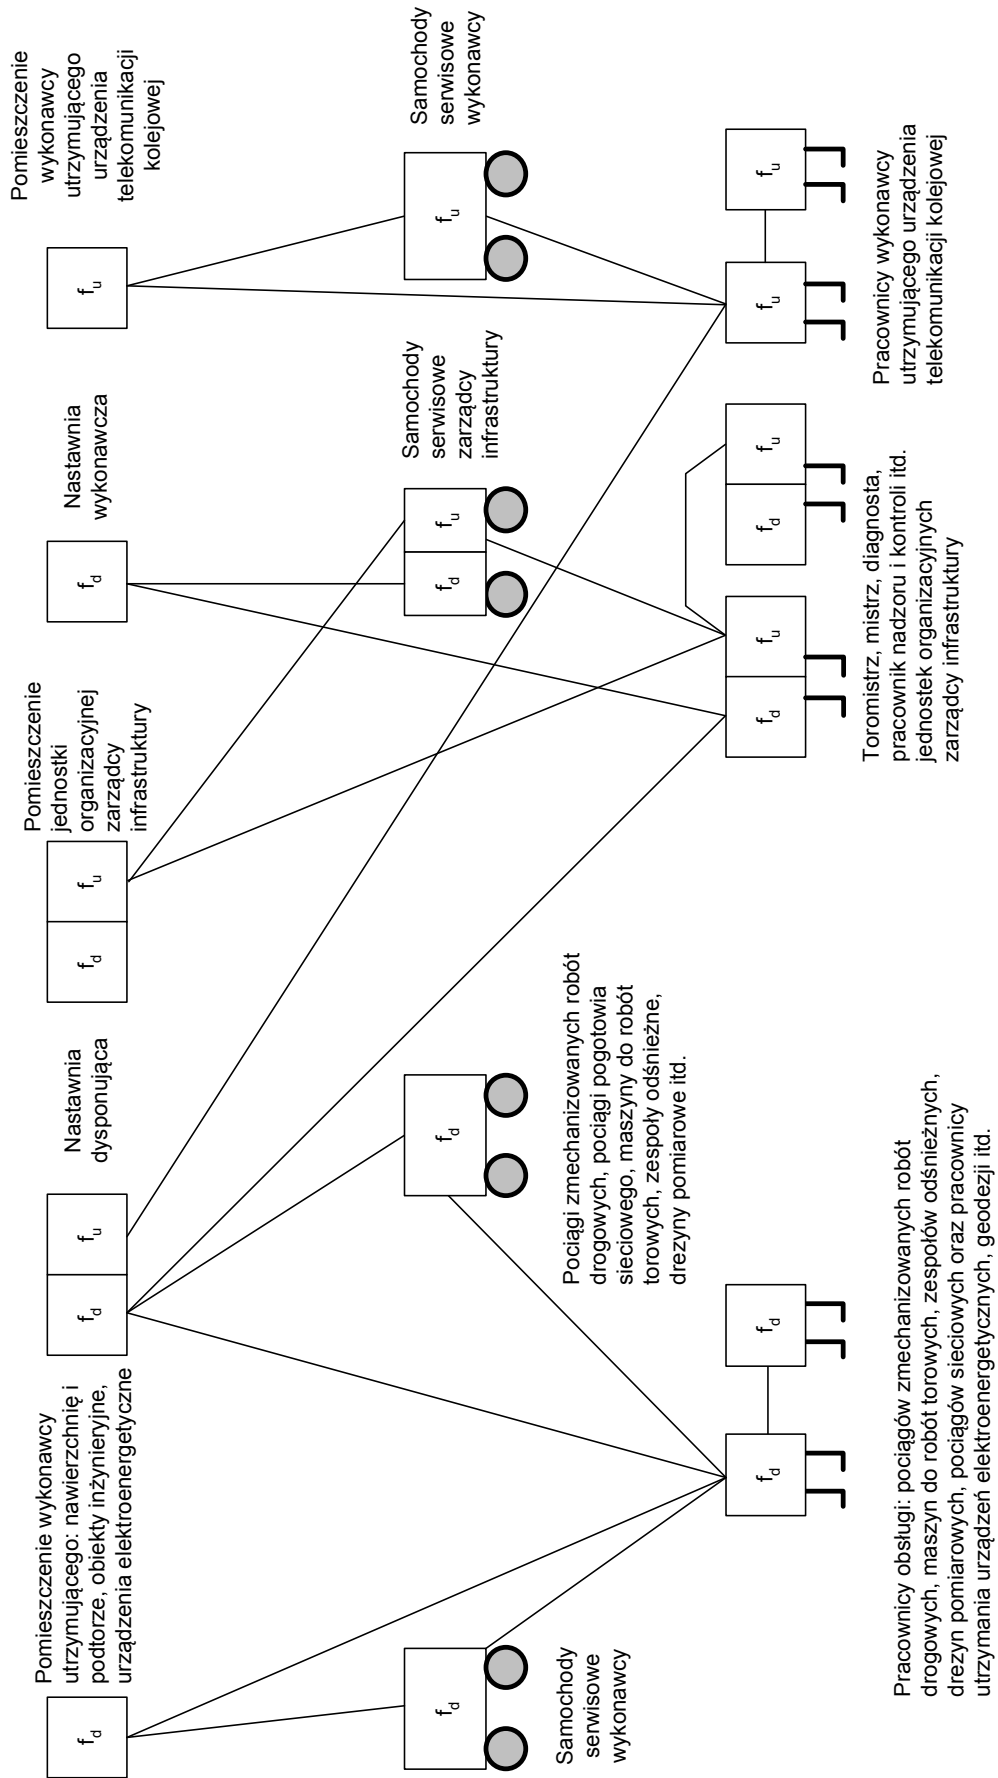 Pomieszczenie wykonawcy
utrzymującego: nawierzchnię i
podtorze, obiekty inżynieryjne,
urządzenia elektroenergetyczne
f_d
Nastawnia
dysponująca
f_d
f_u
Pomieszczenie
jednostki
organizacyjnej
zarządcy
infrastruktury
f_d
f_u
Nastawnia
wykonawcza
f_d
Pomieszczenie
wykonawcy
utrzymującego
urządzenia
telekomunikacji
kolejowej
f_u
f_d
Samochody
serwisowe
wykonawcy
f_d
Pociągi zmechanizowanych robót
drogowych, pociągi pogotowia
sieciowego, maszyny do robót
torowych, zespoły odśnieżne,
drezyny pomiarowe itd.
Samochody
serwisowe
zarządcy
infrastruktury
f_d
f_u
Samochody
serwisowe
wykonawcy
f_u
f_d
f_d
Pracownicy obsługi: pociągów zmechanizowanych robót
drogowych, maszyn do robót torowych, zespołów odśnieżnych,
drezyn pomiarowych, pociągów sieciowych oraz pracownicy
utrzymania urządzeń elektroenergetycznych, geodezji itd.
f_d
f_u
f_d
f_u
Toromistrz, mistrz, diagnosta,
pracownik nadzoru i kontroli itd.
jednostek organizacyjnych
zarządcy infrastruktury
f_u
f_u
Pracownicy wykonawcy
utrzymującego urządzenia
telekomunikacji kolejowej